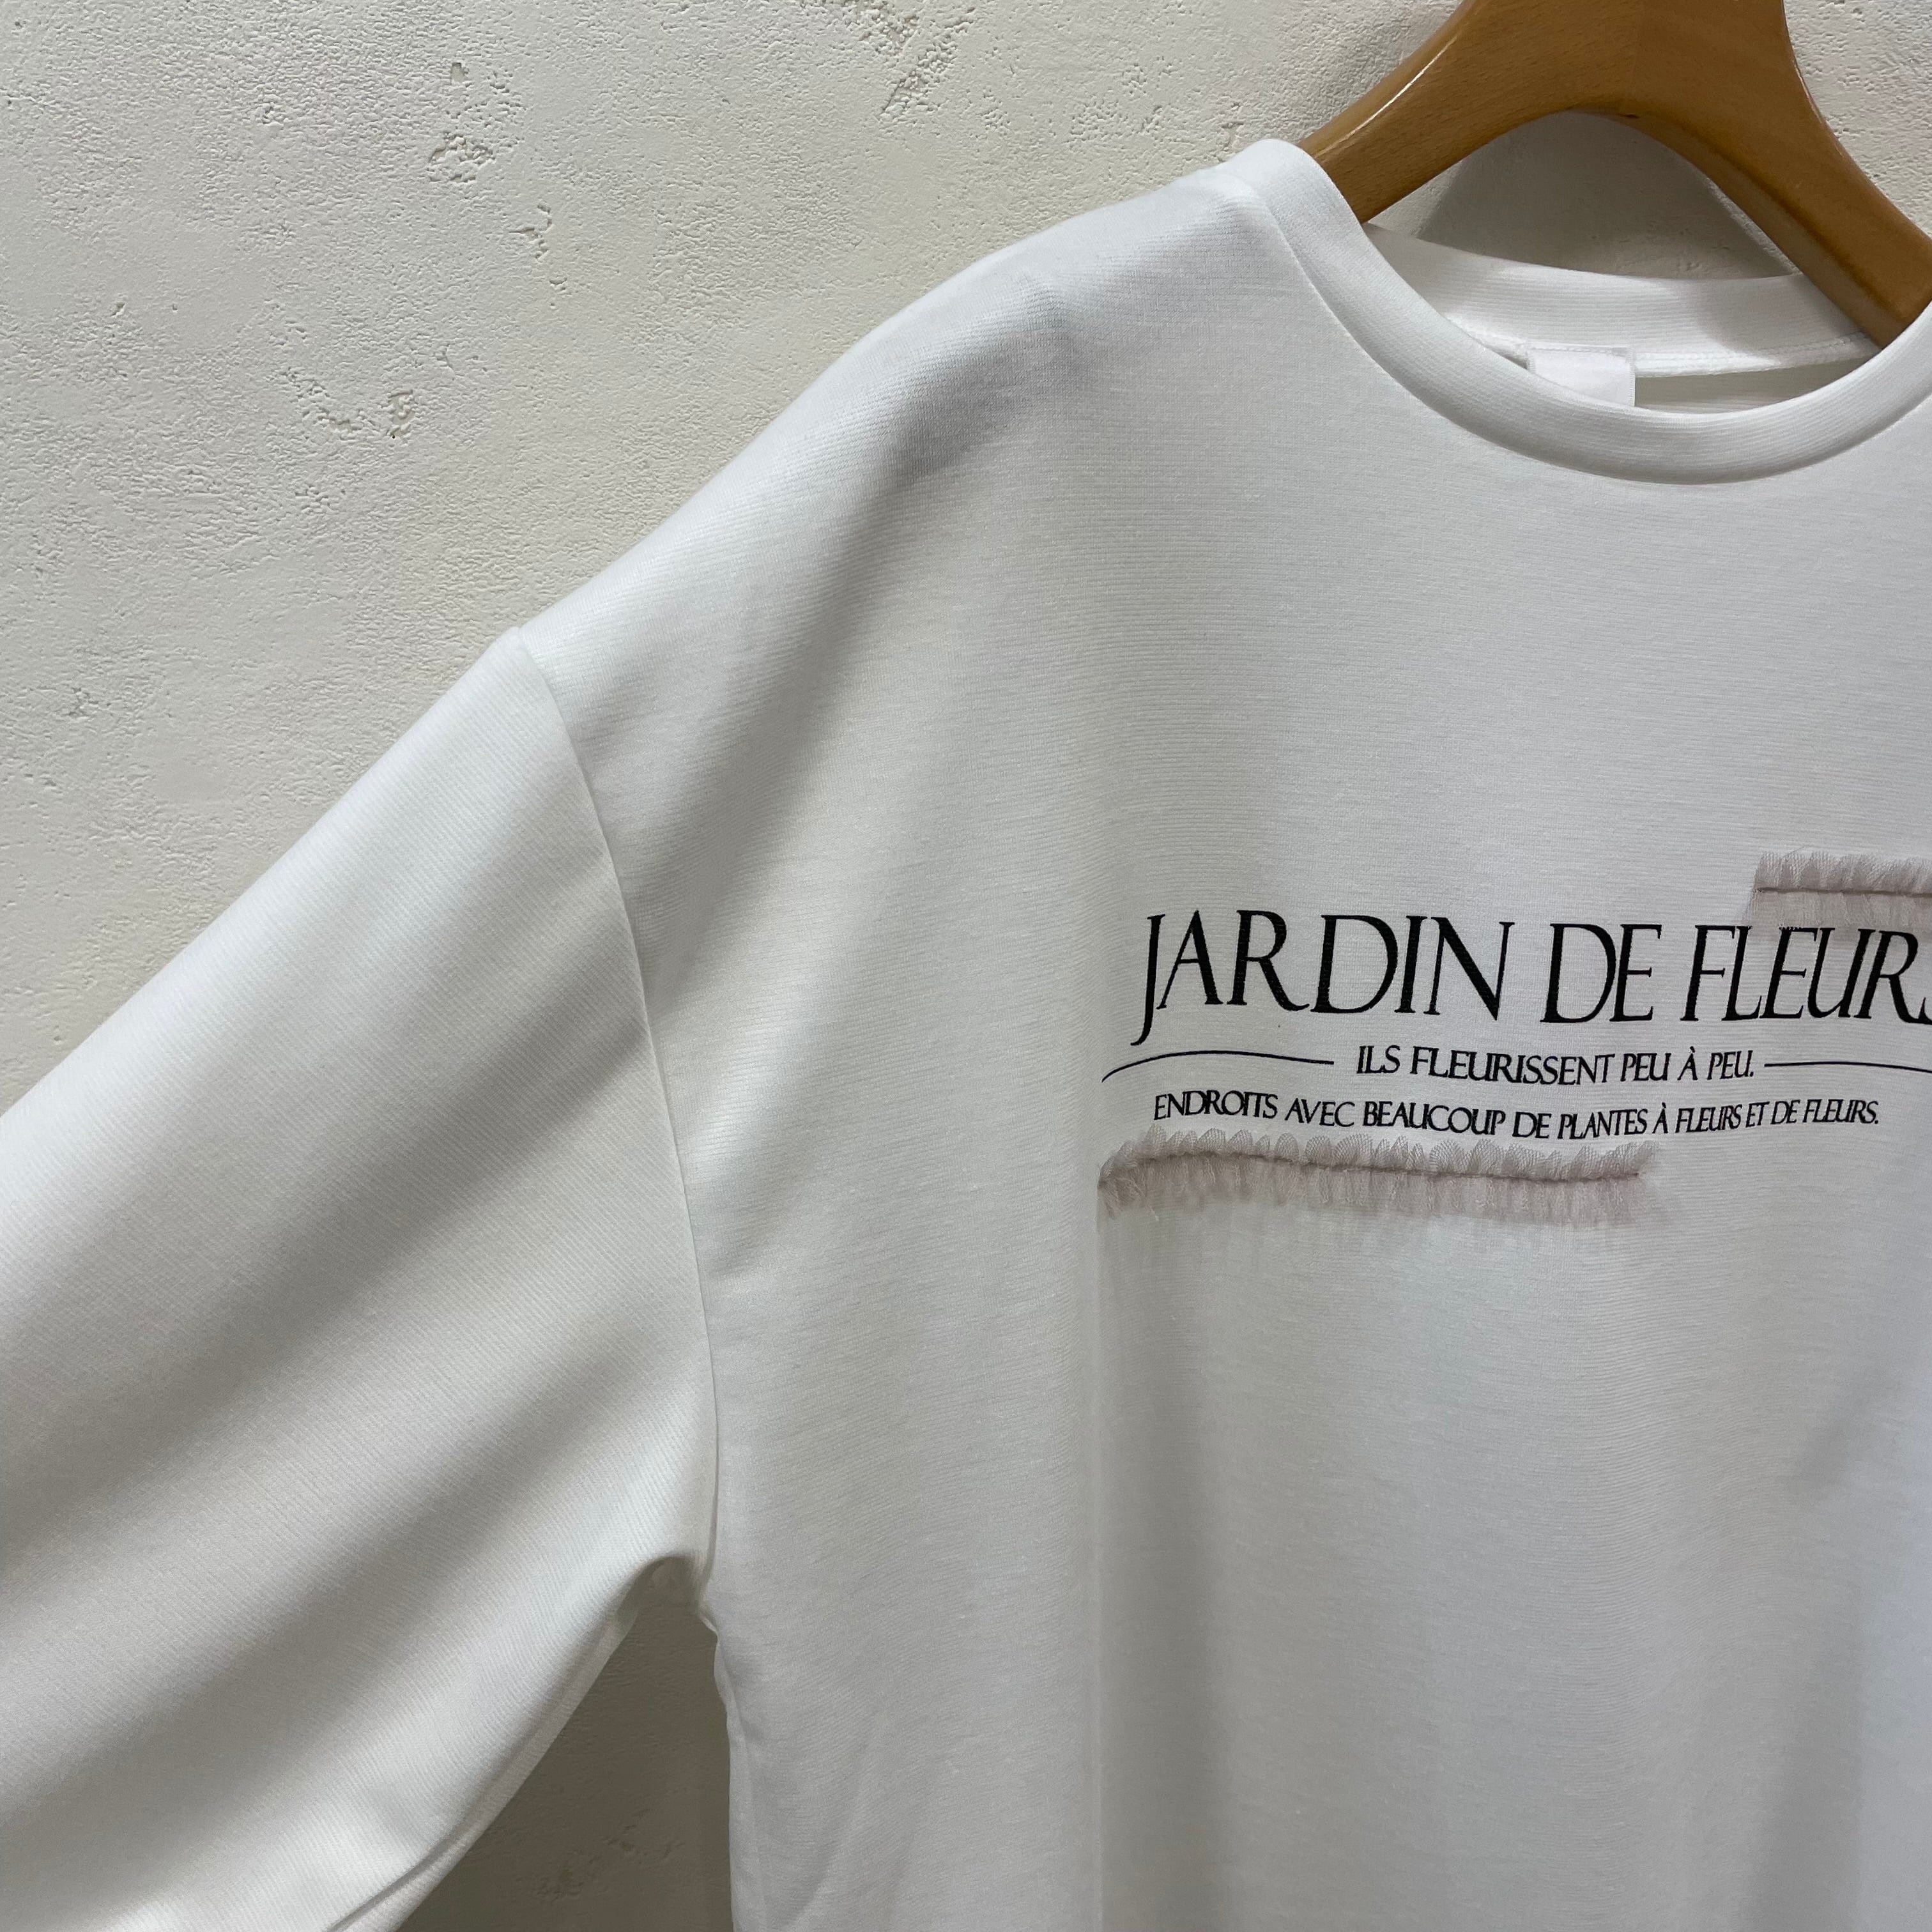 JARDIN DE FLEURS
ILS FLEURISSENT PEU À PEU.
ENDROITS AVEC BEAUCOUP DE PLANTES À FLEURS ET DE FLEURS.